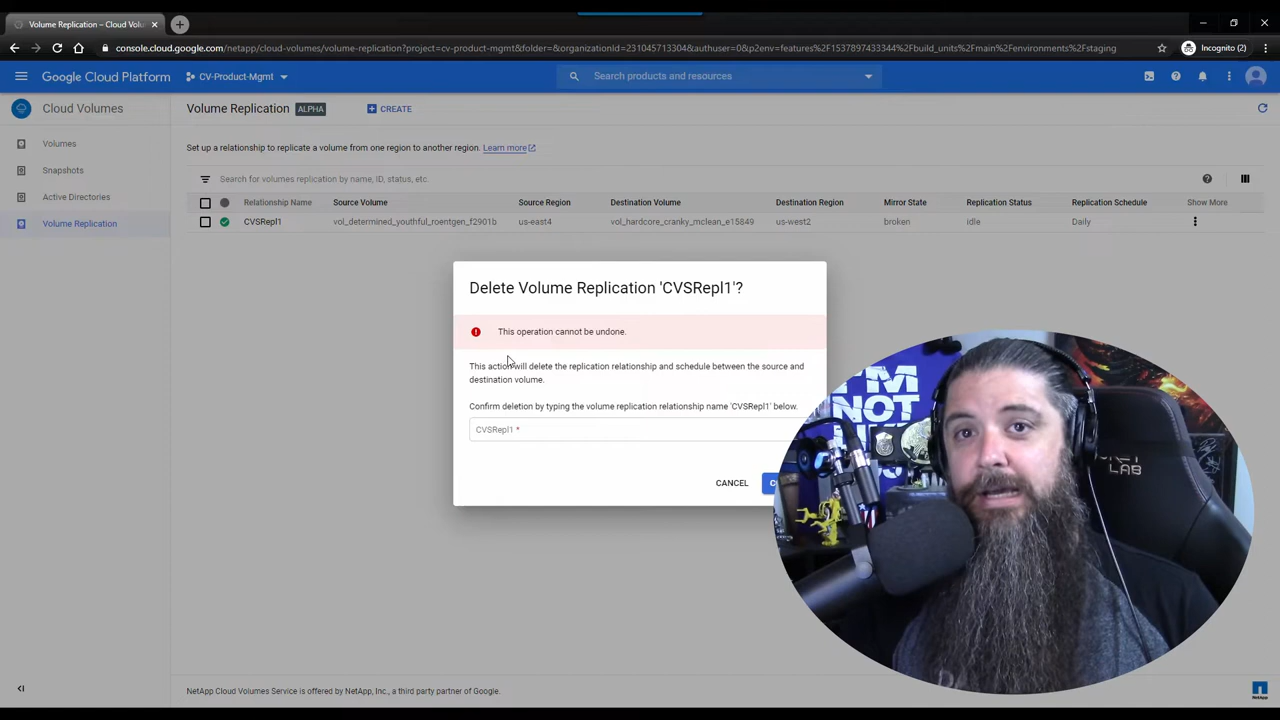 Volume Replication – Cloud Volu
console.cloud.google.com/netapp/cloud-volumes/volume-replication?project=cv-product-mgmt&folder=&organizationId=231045713304&authuser=0&p2env=features%2F1537897433344%2Fbuild_units%2Fmain%2Fenvironments%2Fstaging
Incognito (2)
Google Cloud Platform
CV-Product-Mgmt
Search products and resources
Cloud Volumes
Volume Replication
ALPHA
CREATE
Volumes
Snapshots
Active Directories
Volume Replication
Set up a relationship to replicate a volume from one region to another region. Learn more
Search for volumes replication by name, ID, status, etc.
Relationship Name Source Volume Source Region Destination Volume Destination Region Mirror State Replication Status Replication Schedule Show More
CVSRepl1 vol_determined_youthful_roentgen_f2901b us-east4 vol_hardcore_cranky_mclean_e15849 us-west2 broken idle Daily
Delete Volume Replication 'CVSRepl1'?
This operation cannot be undone.
This action will delete the replication relationship and schedule between the source and
destination volume.
Confirm deletion by typing the volume replication relationship name 'CVSRepl1' below.
CVSRepl1 *
CANCEL
I'M
NOT
LAB
NetApp Cloud Volumes Service is offered by NetApp, Inc., a third party partner of Google.
NetApp